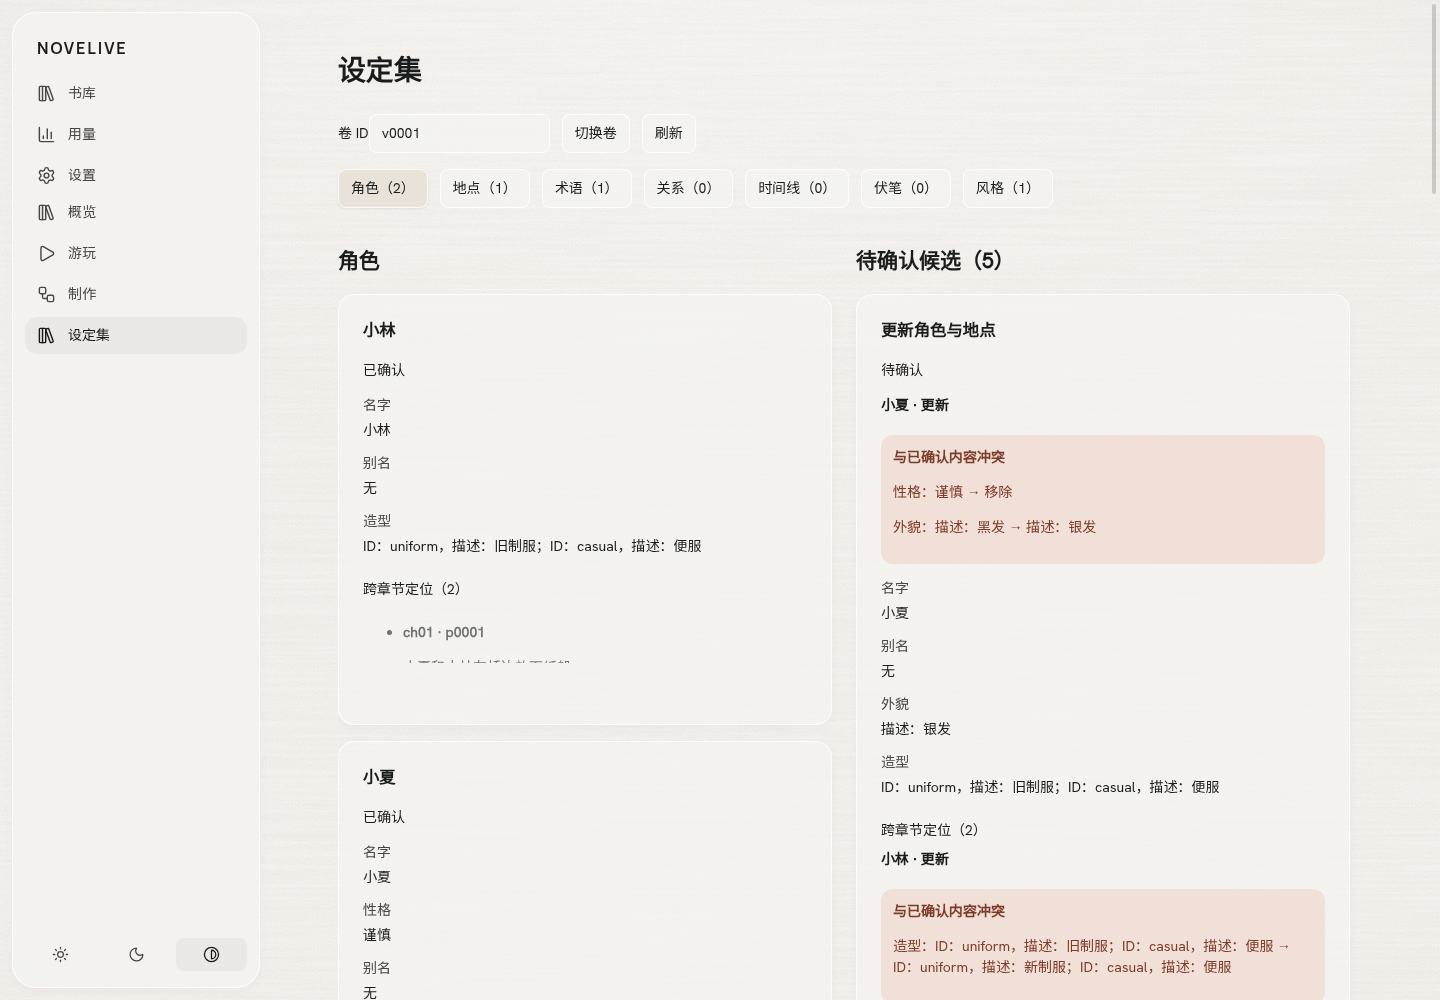 NOVELIVE
书库
用量
设置
概览
游玩
制作
设定集
设定集
卷 ID
v0001
切换卷
刷新
角色（2）
地点（1）
术语（1）
关系（0）
时间线（0）
伏笔（0）
风格（1）
角色
小林
已确认
名字
小林
别名
无
造型
ID：uniform，描述：旧制服；ID：casual，描述：便服
跨章节定位（2）
ch01 · p0001
小夏
已确认
名字
小夏
性格
谨慎
别名
无
待确认候选（5）
更新角色与地点
待确认
小夏 · 更新
与已确认内容冲突
性格：谨慎 → 移除
外貌：描述：黑发 → 描述：银发
名字
小夏
别名
无
外貌
描述：银发
造型
ID：uniform，描述：旧制服；ID：casual，描述：便服
跨章节定位（2）
小林 · 更新
与已确认内容冲突
造型：ID：uniform，描述：旧制服；ID：casual，描述：便服 →
ID：uniform，描述：新制服；ID：casual，描述：便服